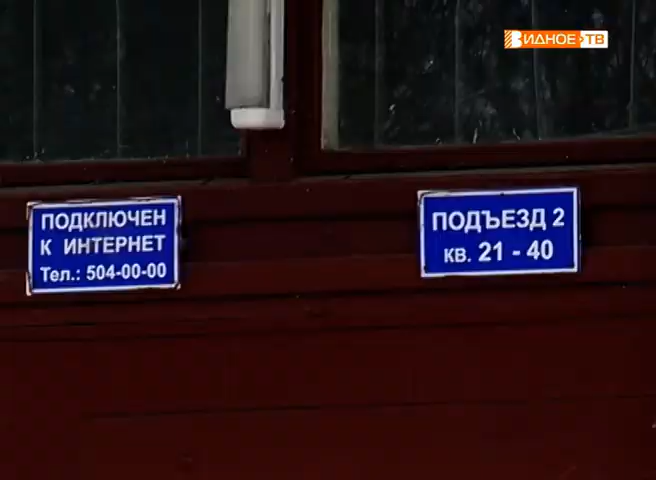 ВИДНОЕ ТВ
ПОДКЛЮЧЕН
К ИНТЕРНЕТ
Тел.: 504-00-00
ПОДЪЕЗД 2
КВ. 21 - 40